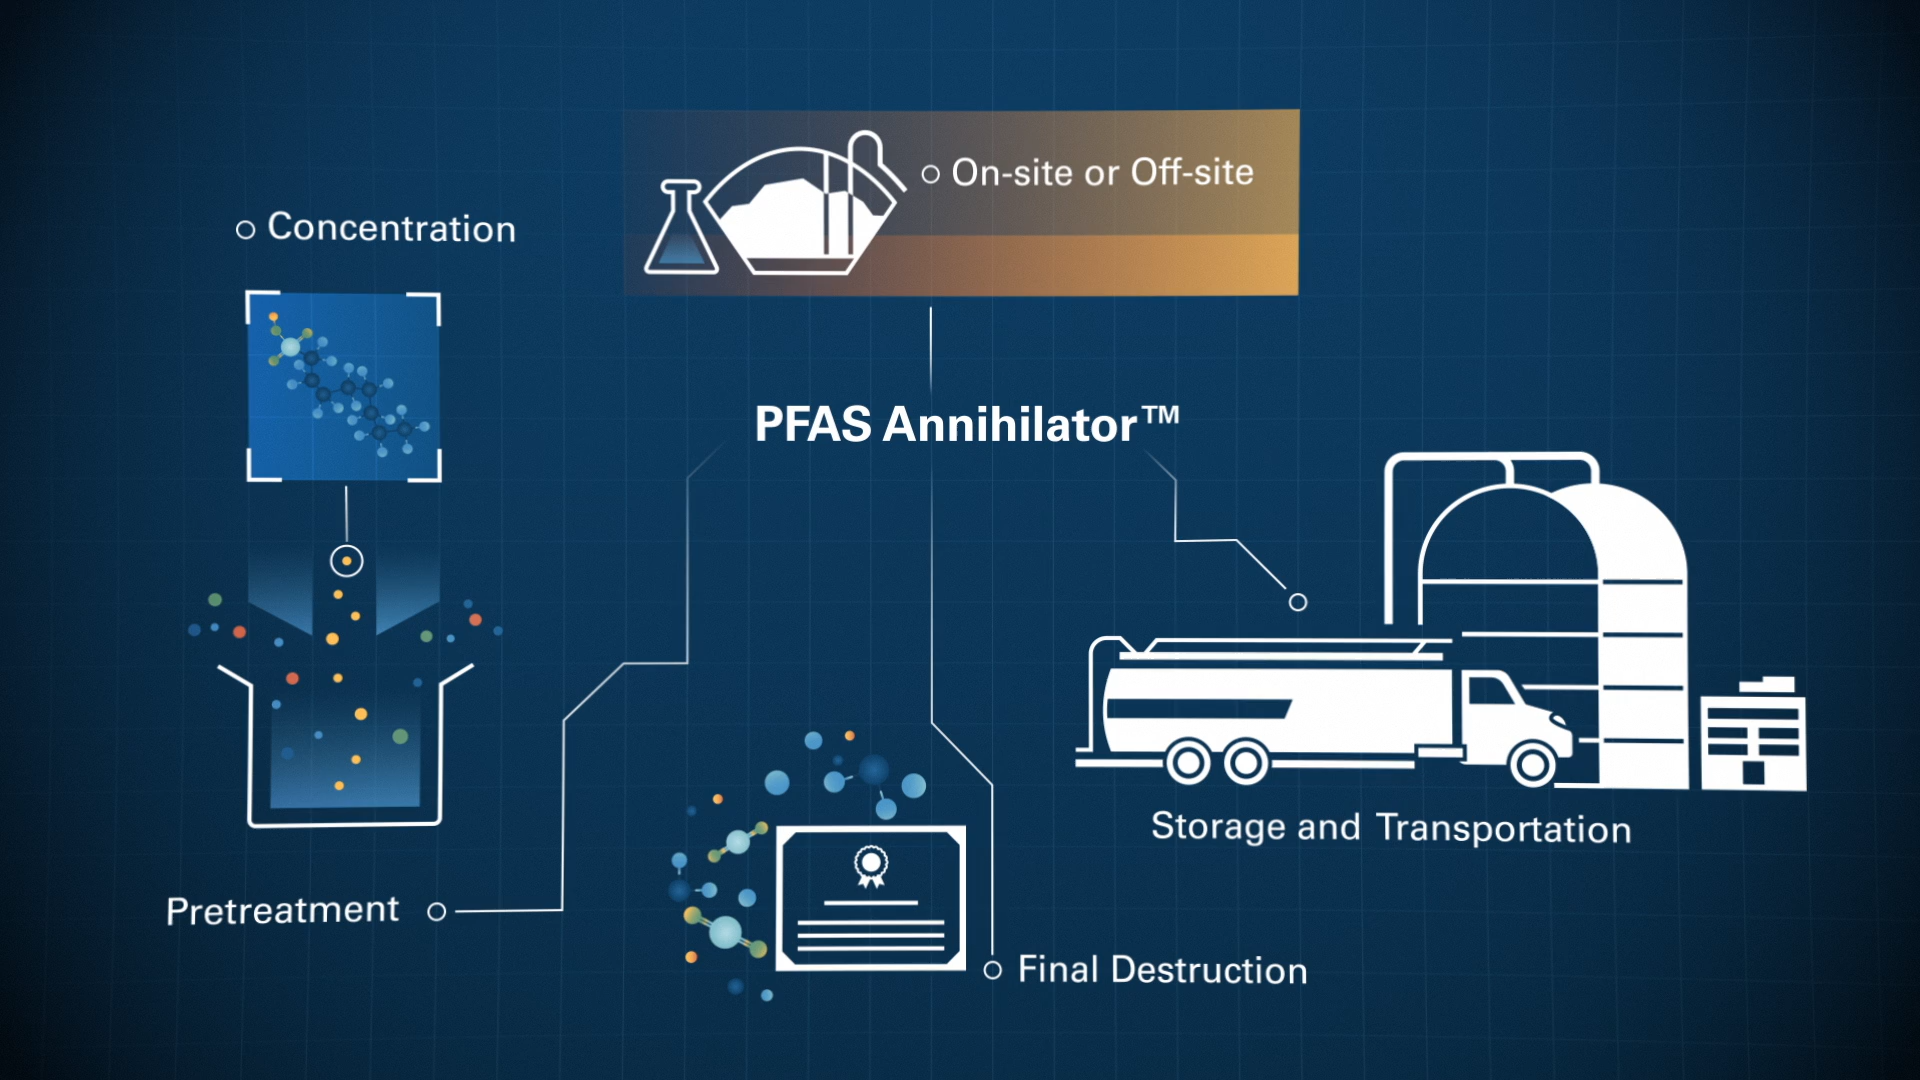 On-site or Off-site
Concentration
PFAS Annihilator™
Storage and Transportation
Pretreatment
Final Destruction